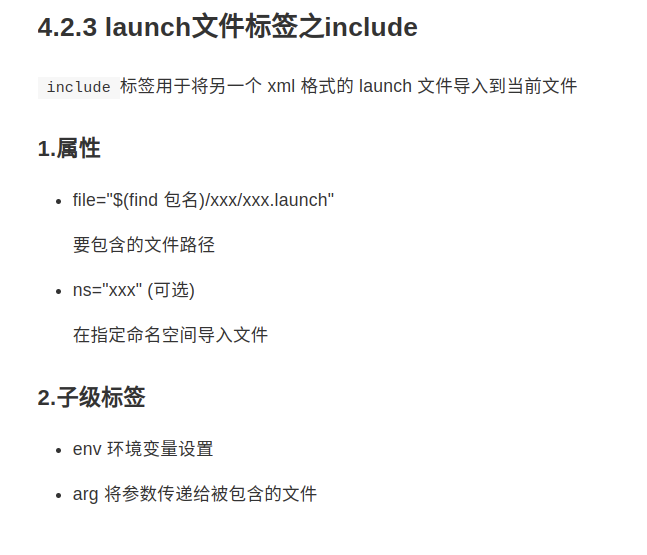 4.2.3 launch文件标签之include
include 标签用于将另一个 xml 格式的 launch 文件导入到当前文件
1.属性
file="$(find 包名)/xxx/xxx.launch"
要包含的文件路径
ns="xxx" (可选)
在指定命名空间导入文件
2.子级标签
env 环境变量设置
arg 将参数传递给被包含的文件